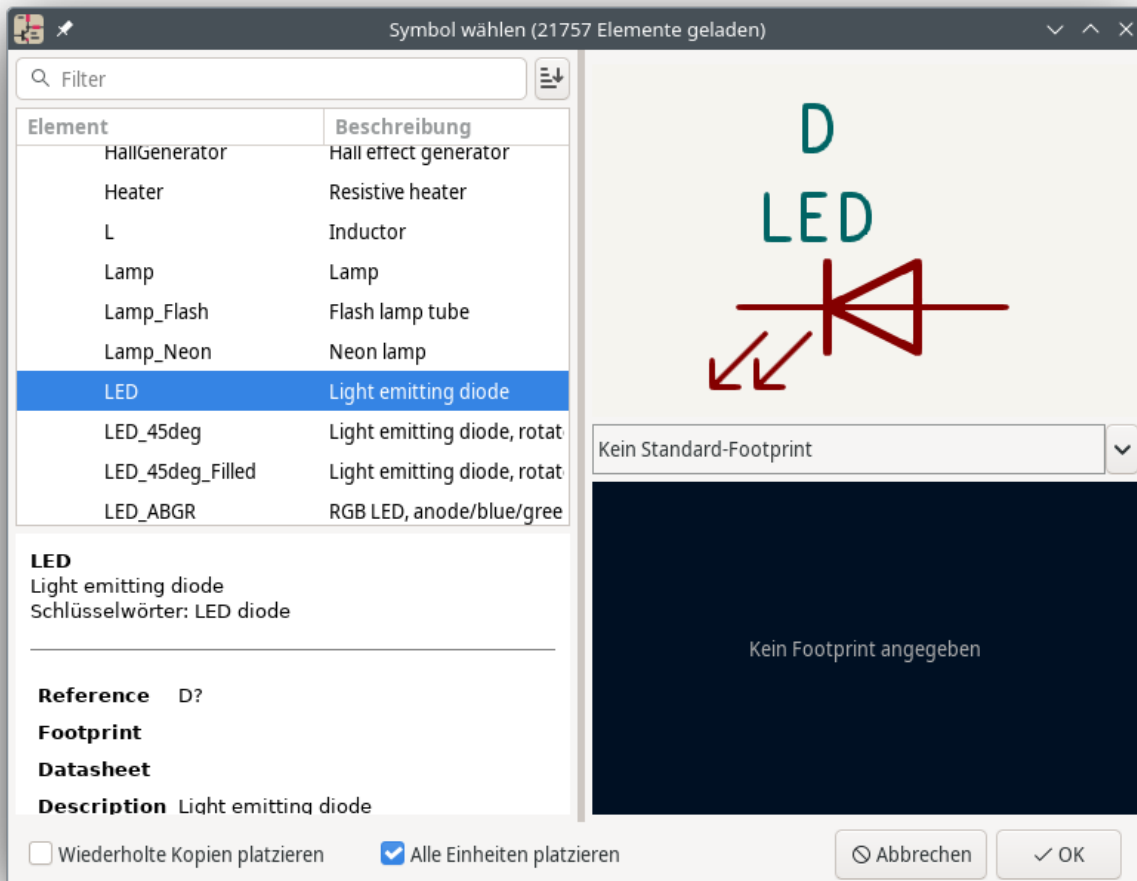 Symbol wählen (21757 Elemente geladen)
Filter
Element Beschreibung
HallGenerator Hall effect generator
Heater Resistive heater
L Inductor
Lamp Lamp
Lamp_Flash Flash lamp tube
Lamp_Neon Neon lamp
LED Light emitting diode
LED_45deg Light emitting diode, rotat
LED_45deg_Filled Light emitting diode, rotat
LED_ABGR RGB LED, anode/blue/gree
LED
Light emitting diode
Schlüsselwörter: LED diode
Reference D?
Footprint
Datasheet
Description Light emitting diode
D
LED
Kein Standard-Footprint
Kein Footprint angegeben
Wiederholte Kopien platzieren Alle Einheiten platzieren Abbrechen OK